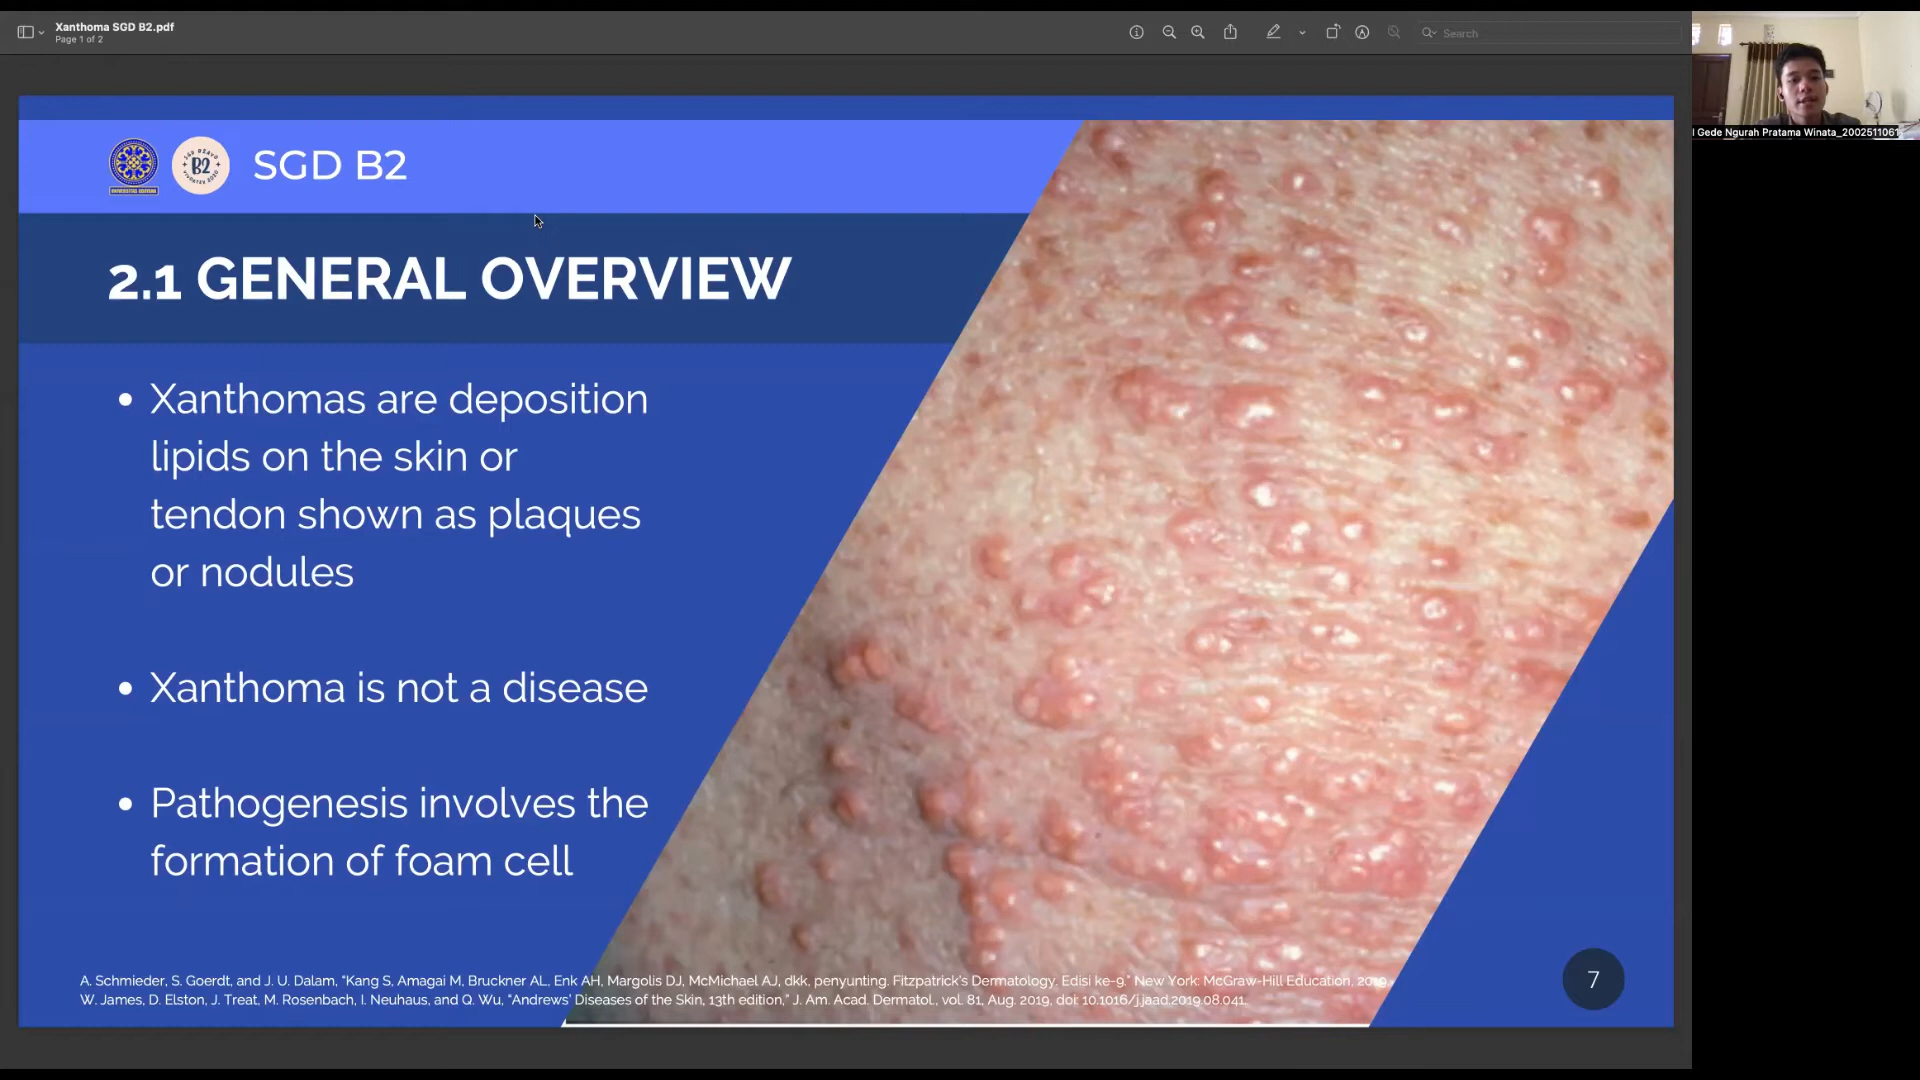 Xanthoma SGD B2.pdf
Page 1 of 2
Search
I Gede Ngurah Pratama Winata_2002511061
UNIVERSITAS UDAYANA
B2
SGD B2
2.1 GENERAL OVERVIEW
• Xanthomas are deposition
lipids on the skin or
tendon shown as plaques
or nodules
• Xanthoma is not a disease
• Pathogenesis involves the
formation of foam cell
A. Schmieder, S. Goerdt, and J. U. Dalam, "Kang S, Amagai M, Bruckner AL, Enk AH, Margolis DJ, McMichael AJ, dkk, penyunting. Fitzpatrick's Dermatology. Edisi ke-9." New York: McGraw-Hill Education, 2019.
W. James, D. Elston, J. Treat, M. Rosenbach, I. Neuhaus, and Q. Wu, "Andrews' Diseases of the Skin, 13th edition," J. Am. Acad. Dermatol., vol. 81, Aug. 2019, doi: 10.1016/j.jaad.2019.08.041.
7